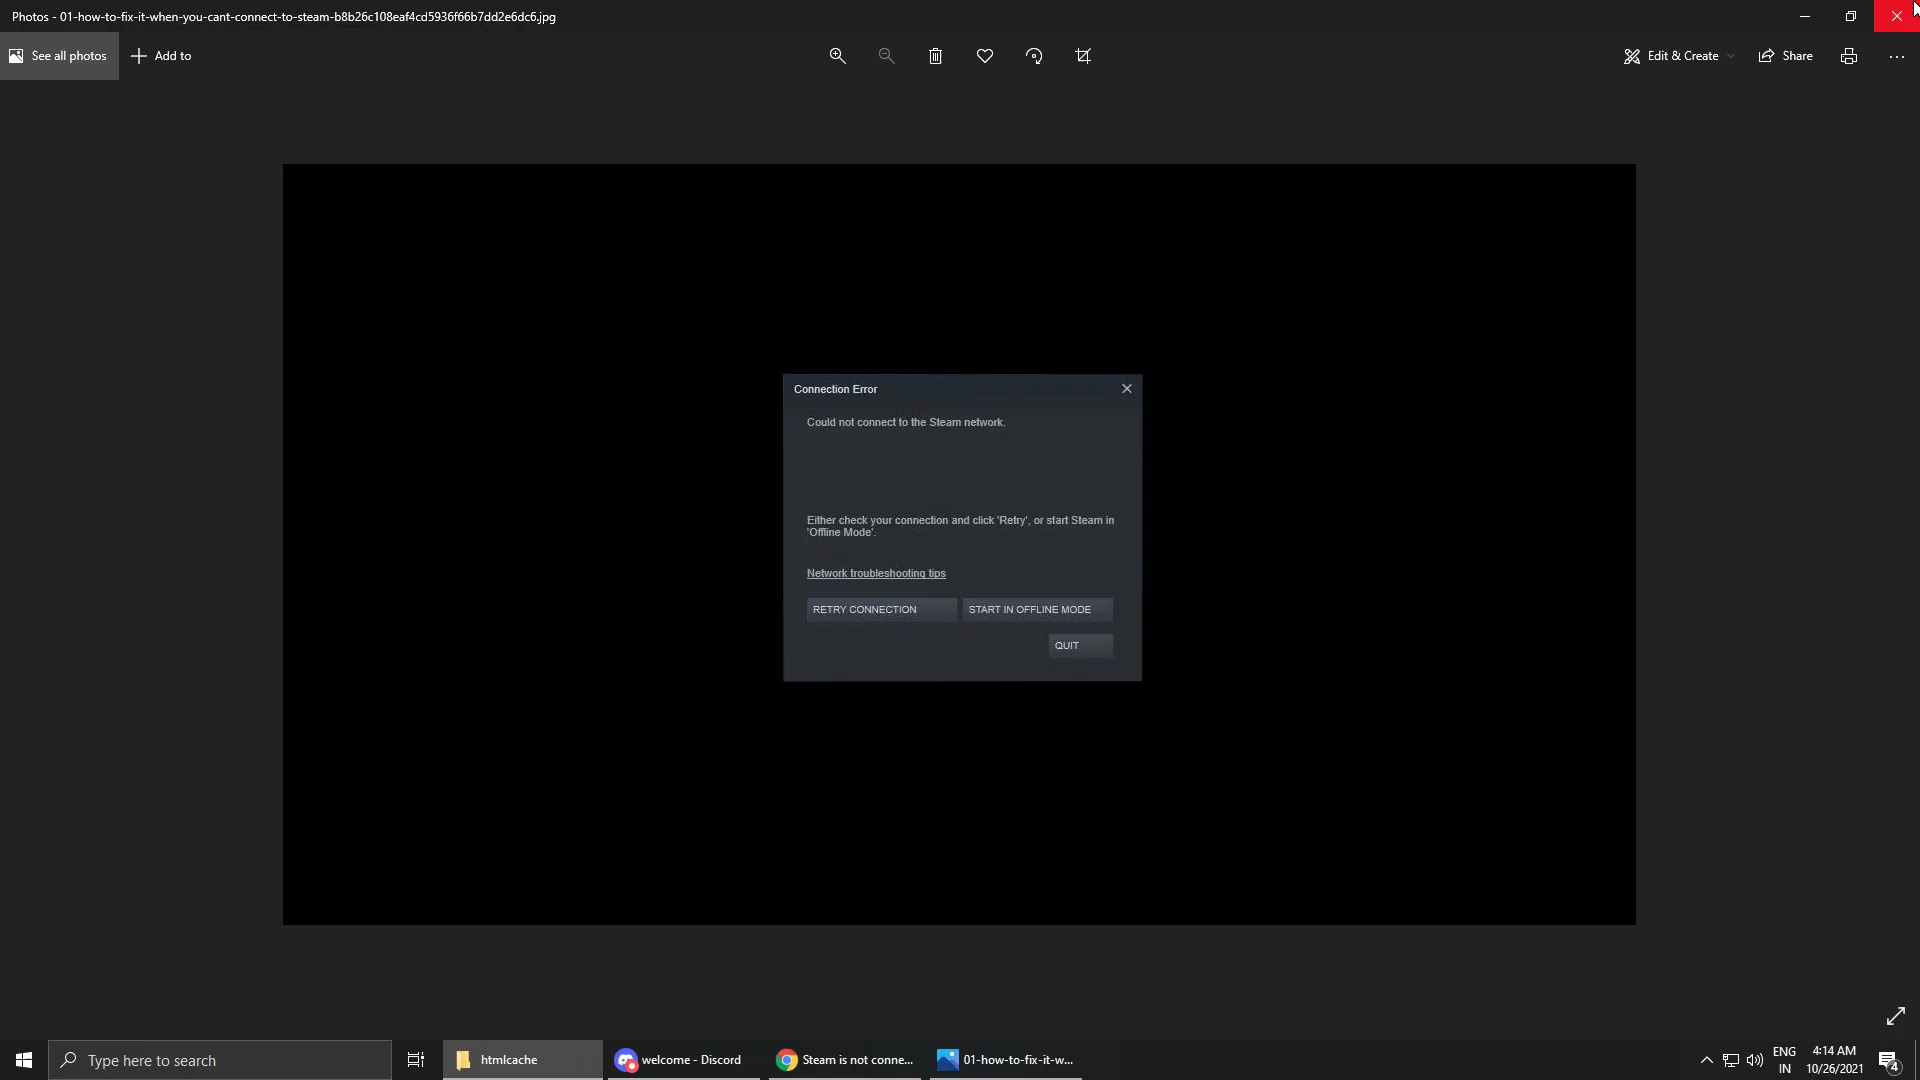 Photos - 01-how-to-fix-it-when-you-cant-connect-to-steam-b8b26c108eaf4cd5936f66b7dd2e6dc6.jpg
See all photos
Add to
Edit & Create
Share
Connection Error
Could not connect to the Steam network.
Either check your connection and click 'Retry', or start Steam in
'Offline Mode'.
Network troubleshooting tips
RETRY CONNECTION
START IN OFFLINE MODE
QUIT
Type here to search
htmlcache
welcome - Discord
Steam is not conne...
01-how-to-fix-it-w...
ENG
IN
4:14 AM
10/26/2021
4